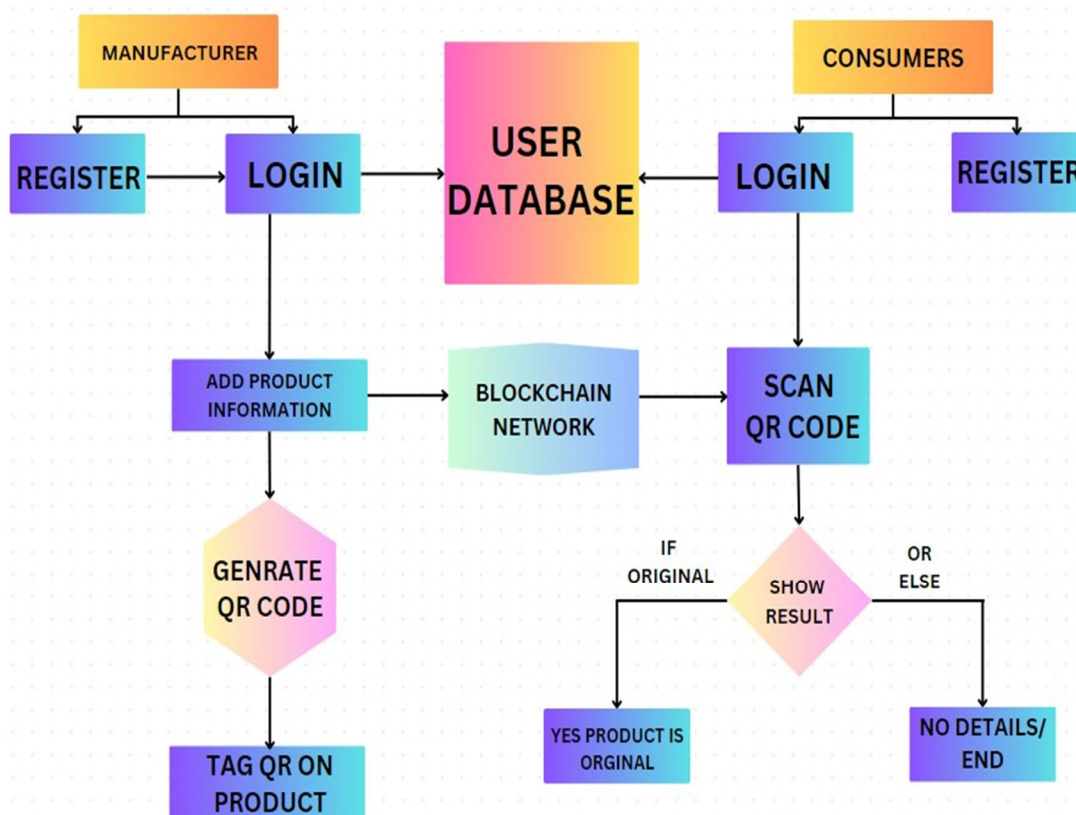 MANUFACTURER
CONSUMERS
REGISTER
LOGIN
USER
DATABASE
LOGIN
REGISTER
ADD PRODUCT
INFORMATION
BLOCKCHAIN
NETWORK
SCAN
QR CODE
GENRATE
QR CODE
IF
ORIGINAL
SHOW
RESULT
OR
ELSE
TAG QR ON
PRODUCT
YES PRODUCT IS
ORGINAL
NO DETAILS/
END